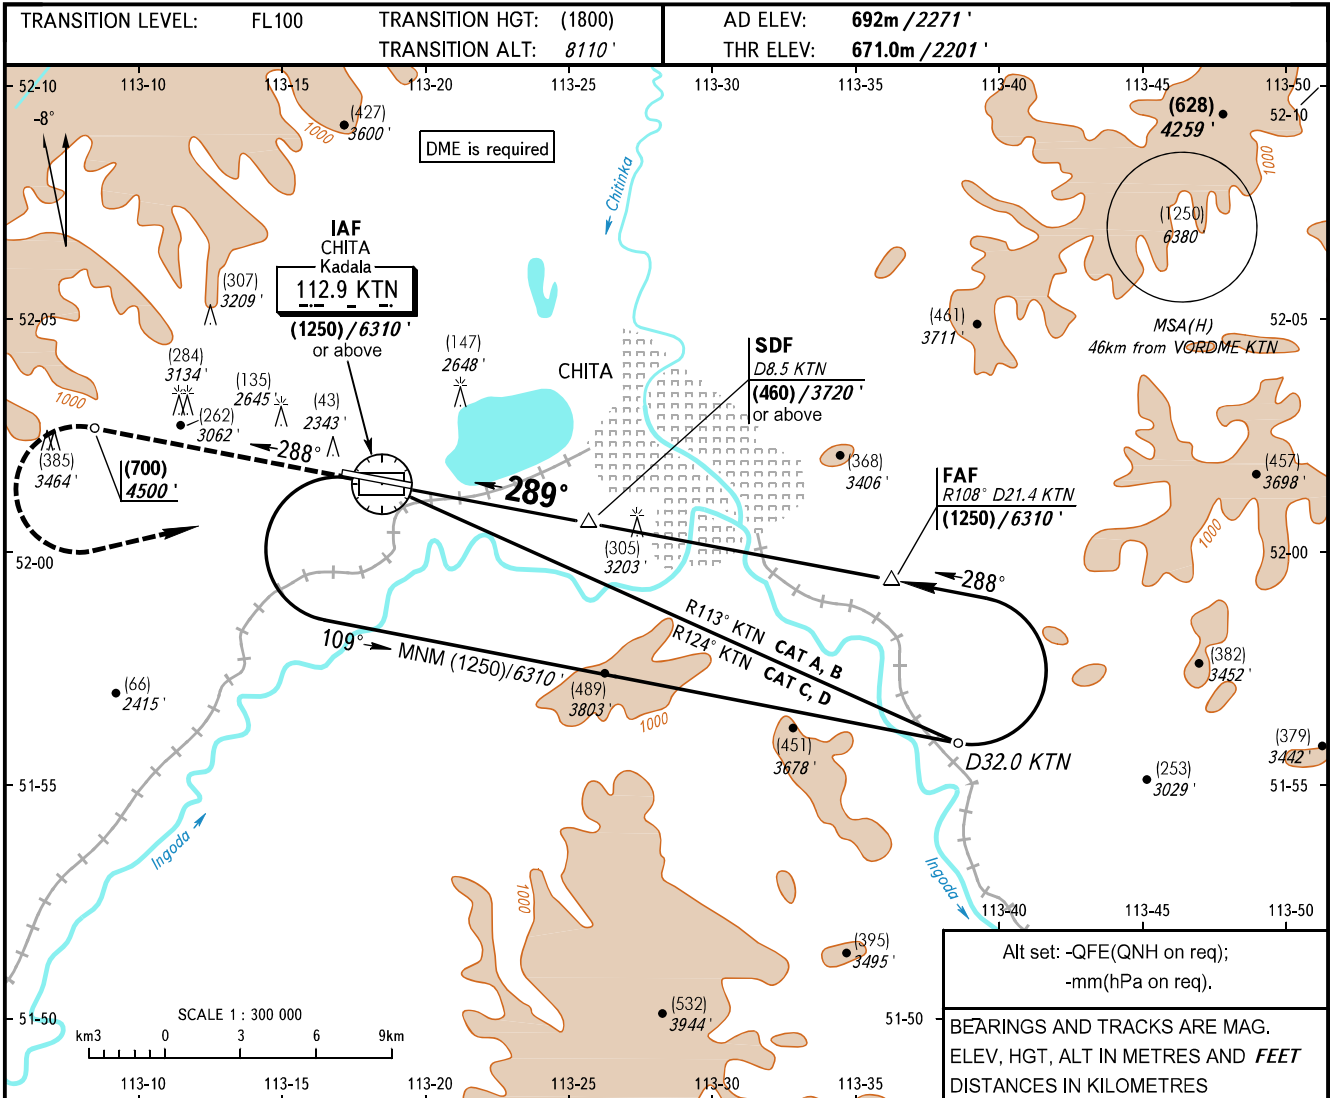 TRANSITION LEVEL: FL100 TRANSITION HGT: (1800)
TRANSITION ALT: 8110 '
AD ELEV: 692m /2271 '
THR ELEV: 671.0m /2201 '
52-10 113-10 113-15 113-20 113-25 113-30 113-35 113-40 113-45 113-50
52-10
-8°
(427)
3600 '
1000
DME is required
Chitinka
(628)
4259 '
1000
(1250)
6380
MSA(H)
46km from VORDME KTN
IAF
CHITA
Kadala
112.9 KTN
(1250)/6310 '
or above
(307)
3209 '
52-05
52-05
(461)
3711 '
(284)
3134 '
(135)
2645 '
(43)
2343 '
(262)
3062 '
(147)
2648 '
CHITA
SDF
D8.5 KTN
(460)/3720 '
or above
1000
(385)
3464 '
(700)
4500 '
288°
289°
(368)
3406 '
FAF
R108° D21.4 KTN
(1250)/6310 '
(457)
3698 '
1000
(305)
3203 '
52-00
52-00
288°
R113° KTN CAT A, B
R124° KTN CAT C, D
109° MNM (1250)/6310 '
(66)
2415 '
(489)
3803 '
1000
(382)
3452 '
(451)
3678 '
D32.0 KTN
(379)
3442 '
(253)
3029 '
51-55
51-55
Ingoda
Ingoda
1000
113-40 113-45 113-50
(395)
3495 '
(532)
3944 '
51-50
51-50
SCALE 1 : 300 000
km3 0 3 6 9km
113-10 113-15 113-20 113-25 113-30 113-35
Alt set: -QFE(QNH on req);
-mm(hPa on req).
BEARINGS AND TRACKS ARE MAG.
ELEV, HGT, ALT IN METRES AND FEET
DISTANCES IN KILOMETRES